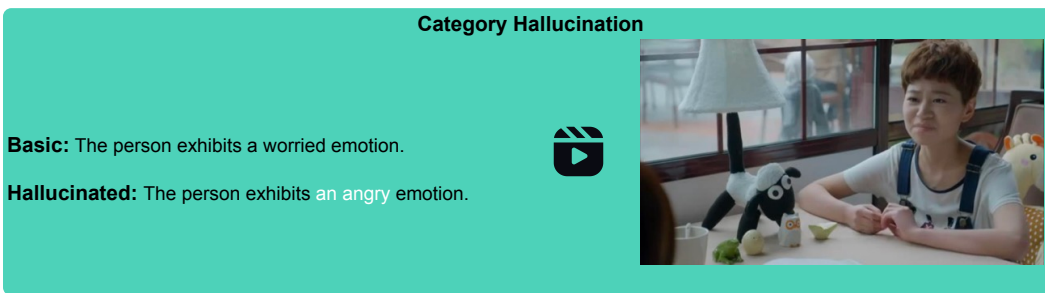 Category Hallucination
Basic: The person exhibits a worried emotion.
Hallucinated: The person exhibits an angry emotion.